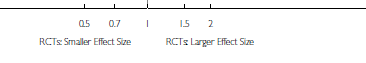 0.5 0.7 1 1.5 2
RCTs: Smaller Effect Size RCTs: Larger Effect Size